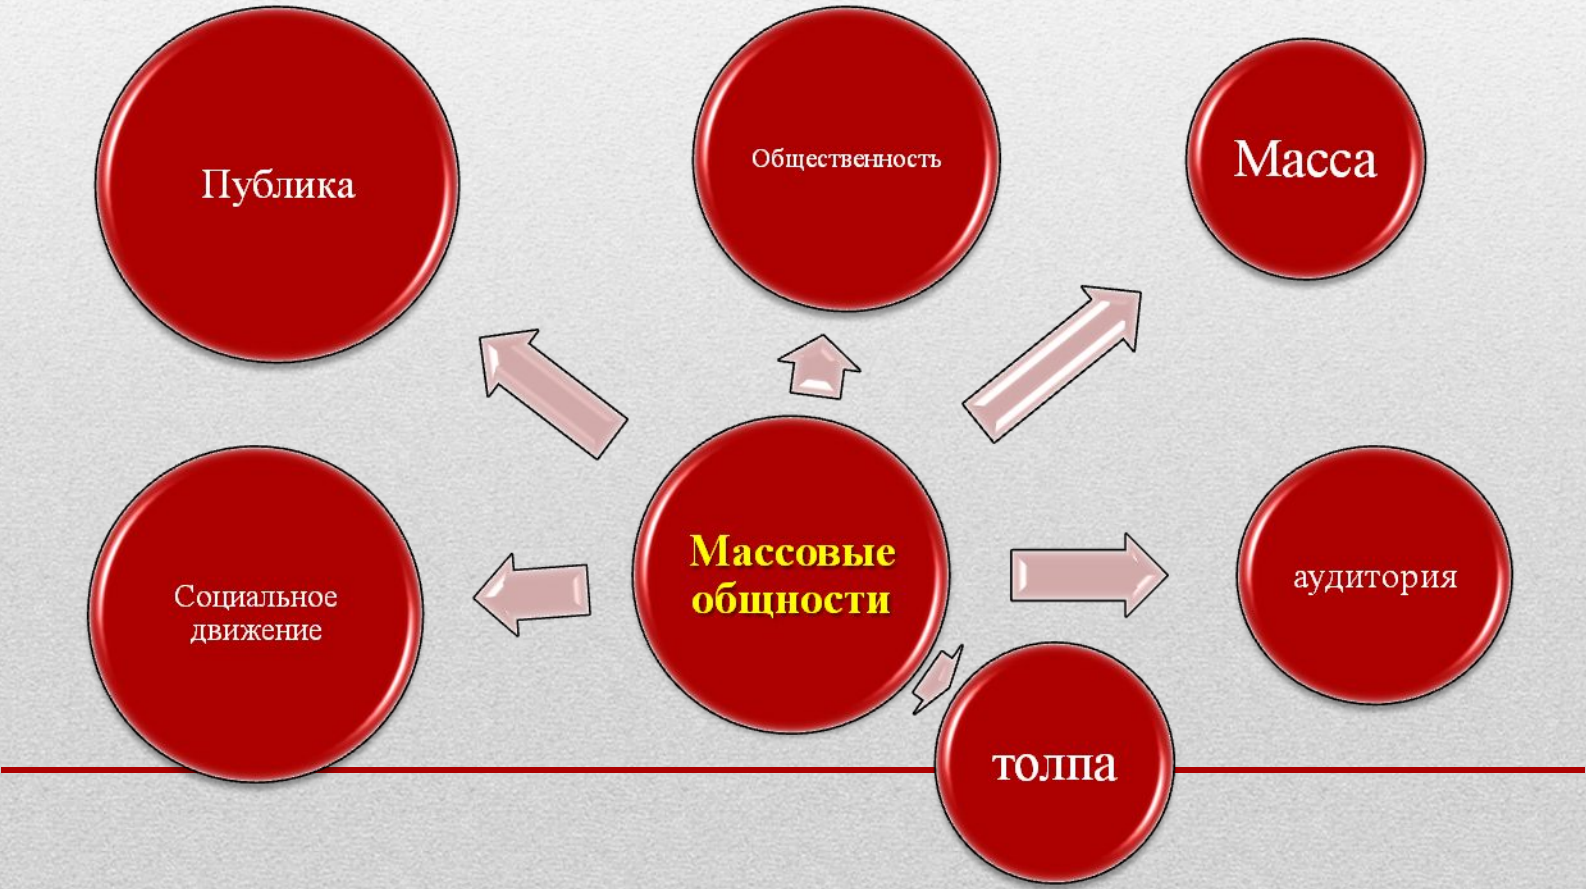 Публика
Общественность
Масса
Массовые
общности
Социальное
движение
аудитория
толпа